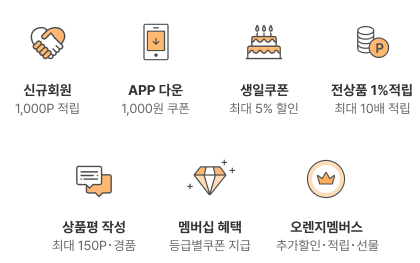 신규회원
1,000P 적립
APP 다운
1,000원 쿠폰
생일쿠폰
최대 5% 할인
P
전상품 1%적립
최대 10배 적립
상품평 작성
최대 150P·경품
멤버십 혜택
등급별쿠폰 지급
오렌지멤버스
추가할인·적립·선물